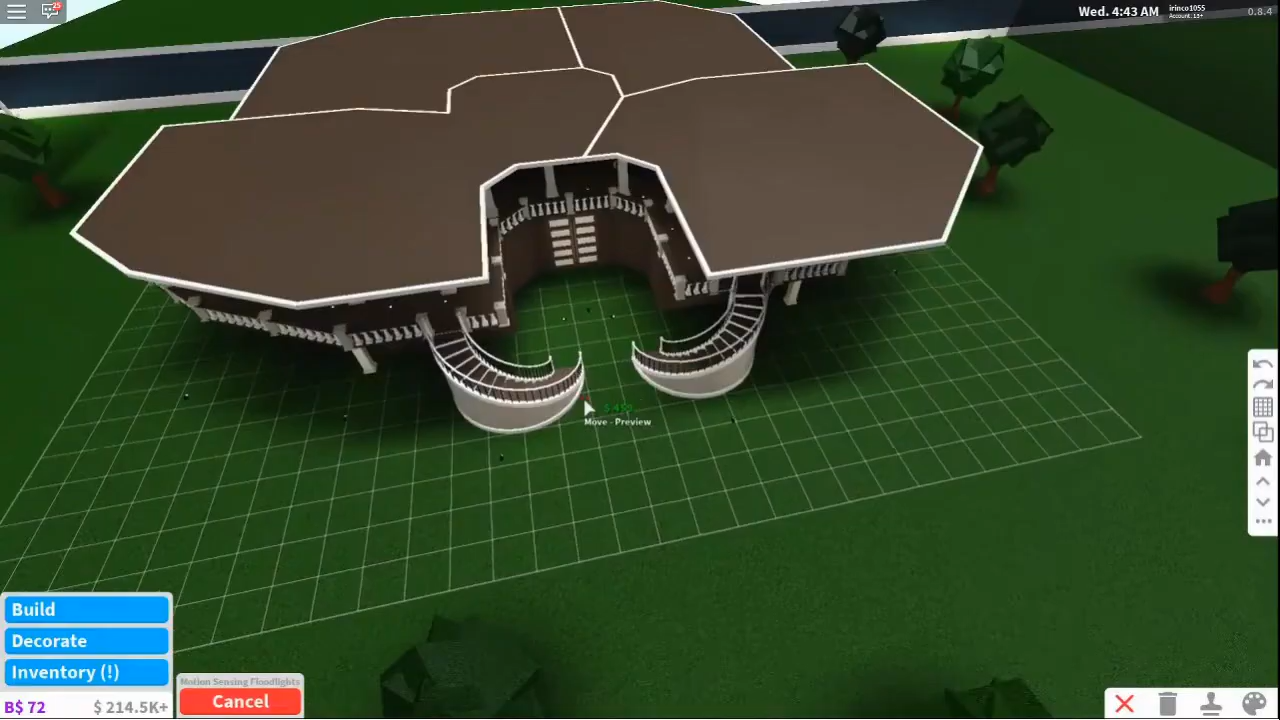 25
Wed. 4:43 AM
irinco1055
Account: 13+
0.8.4
Move - Preview
Build
Decorate
Inventory (!)
B$ 72
$ 214.5K+
Motion Sensing Floodlights
Cancel